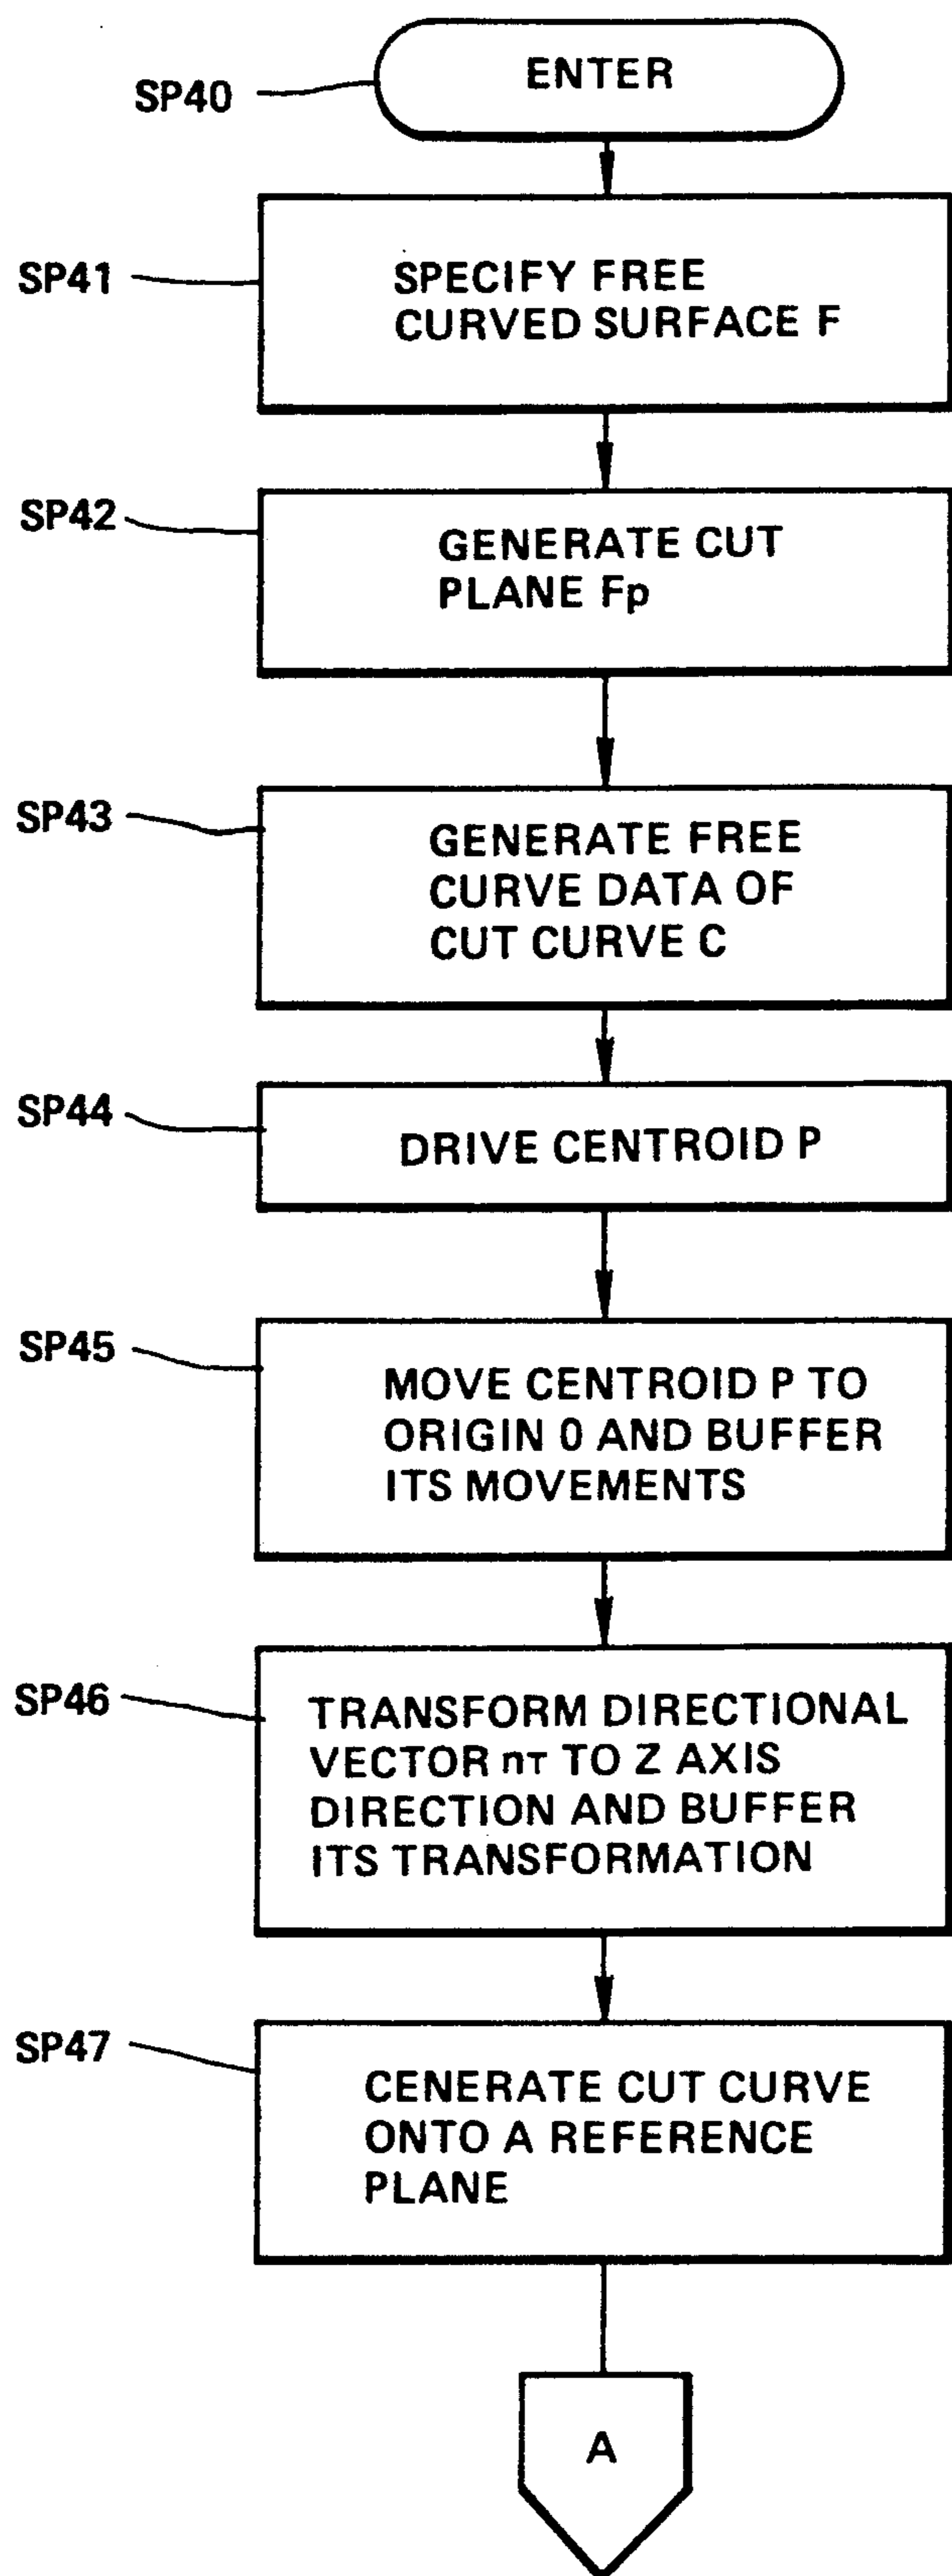 SP40
ENTER
SP41
SPECIFY FREE
CURVED SURFACE F
SP42
GENERATE CUT
PLANE Fp
SP43
GENERATE FREE
CURVE DATA OF
CUT CURVE C
SP44
DRIVE CENTROID P
SP45
MOVE CENTROID P TO
ORIGIN 0 AND BUFFER
ITS MOVEMENTS
SP46
TRANSFORM DIRECTIONAL
VECTOR nT TO Z AXIS
DIRECTION AND BUFFER
ITS TRANSFORMATION
SP47
CENERATE CUT CURVE
ONTO A REFERENCE
PLANE
A